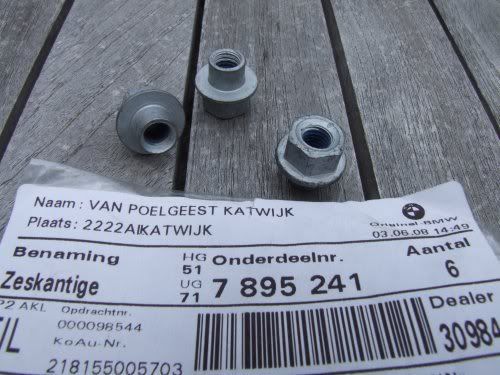 Naam : VAN POELGEEST KATWIJK
Plaats : 2222AIKATWIJK
Original-BMW
03.06.08 14:49
Benaming HG 51 Onderdeelnr. Aantal
Zeskantige UG 71 7 895 241 6
P2 AKL Opdrachtnr. Dealer
000098544 30984
KoAu-Nr.
218155005703